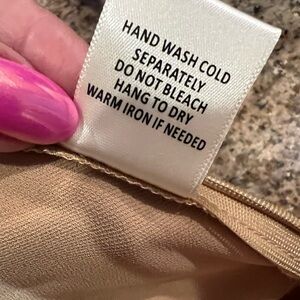 HAND WASH COLD
SEPARATELY
DO NOT BLEACH
HANG TO DRY
WARM IRON IF NEEDED